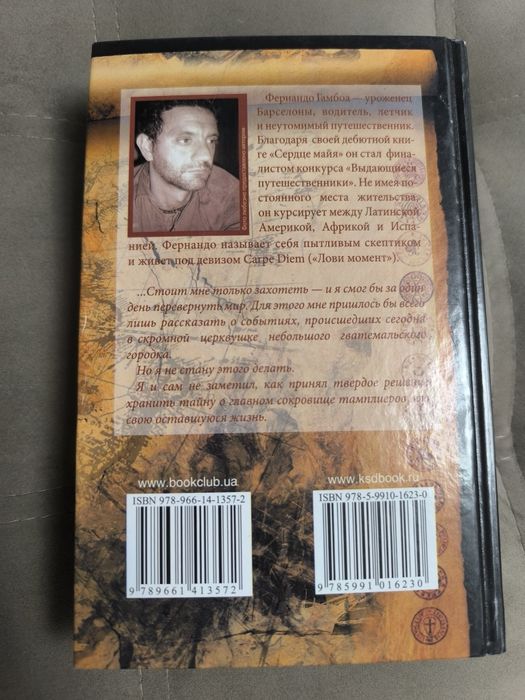 Фернандо Гамбоа — уроженец
Барселоны, водитель, летчик
и неутомимый путешественник.
Благодаря своей дебютной кни-
ге «Сердце майя» он стал фина-
листом конкурса «Выдающиеся
путешественники». Не имея по-
стоянного места жительства,
он курсирует между Латинской
Америкой, Африкой и Испа-
нией. Фернандо называет себя пытливым скептиком
и живет под девизом Carpe Diem («Лови момент»).
Фото любезно предоставлено автором
...Стоит мне только захотеть — и я смог бы за один
день перевернуть мир. Для этого мне пришлось бы всего
лишь рассказать о событиях, происшедших сегодня
в скромной церквушке небольшого гватемальского
городка.
Но я не стану этого делать.
Я и сам не заметил, как принял твердое решение
хранить тайну о главном сокровище тамплиеров всю
свою оставшуюся жизнь.
www.bookclub.ua
ISBN 978-966-14-1357-2
9 789661 413572
www.ksdbook.ru
ISBN 978-5-9910-1623-0
9 785991 016230